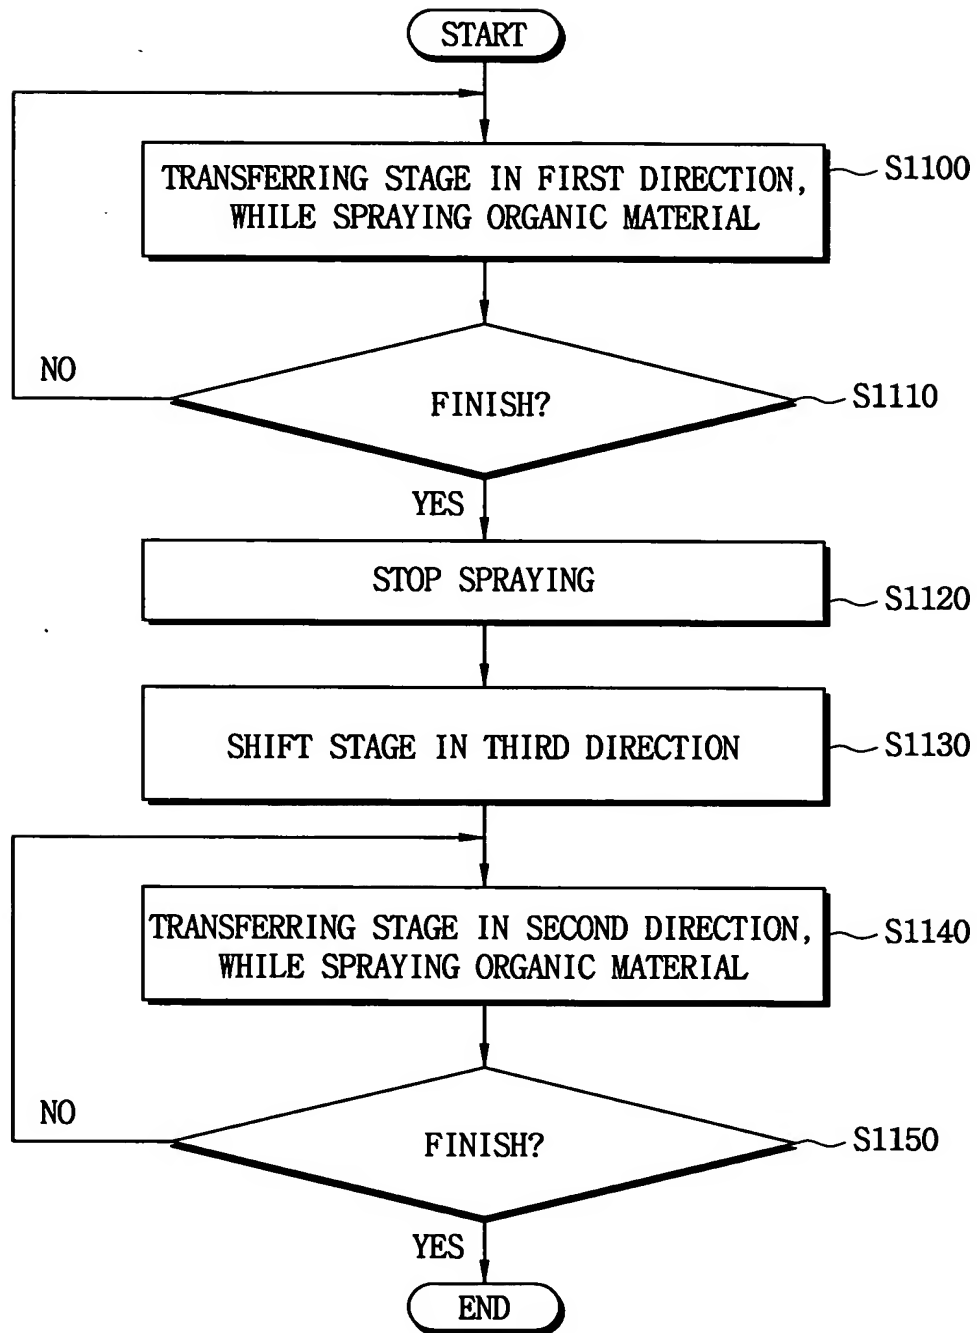 START
TRANSFERRING STAGE IN FIRST DIRECTION,
WHILE SPRAYING ORGANIC MATERIAL
S1100
NO
FINISH?
S1110
YES
STOP SPRAYING
S1120
SHIFT STAGE IN THIRD DIRECTION
S1130
TRANSFERRING STAGE IN SECOND DIRECTION,
WHILE SPRAYING ORGANIC MATERIAL
S1140
NO
FINISH?
S1150
YES
END